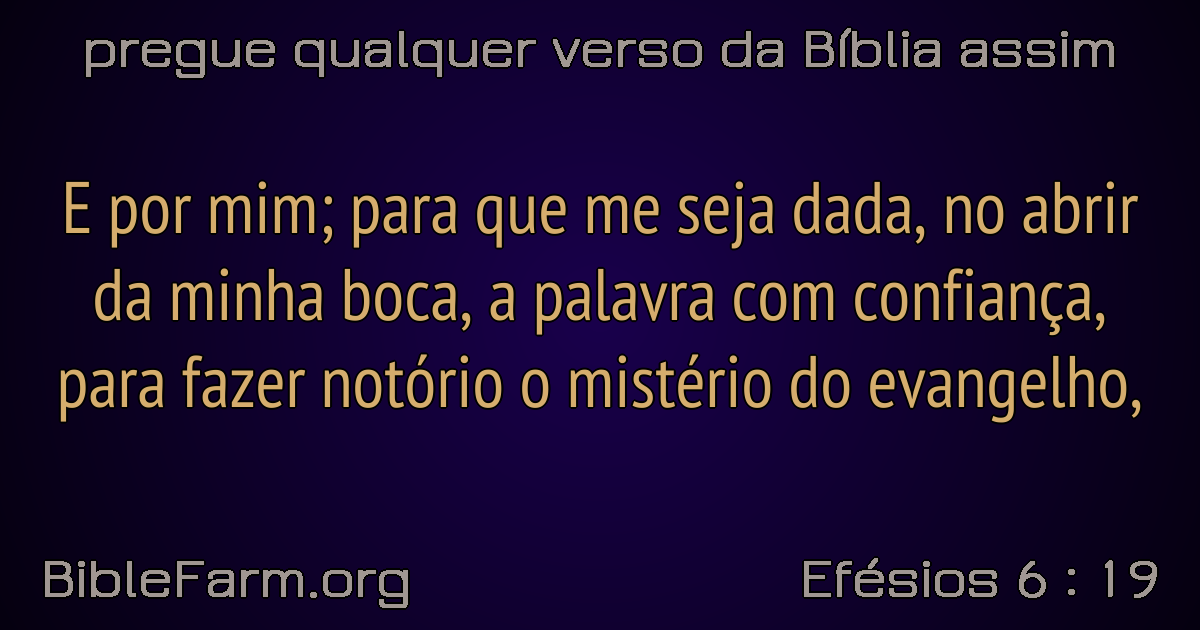 pregue qualquer verso da Bíblia assim
E por mim; para que me seja dada, no abrir
da minha boca, a palavra com confiança,
para fazer notório o mistério do evangelho,
BibleFarm.org
Efésios 6 : 19